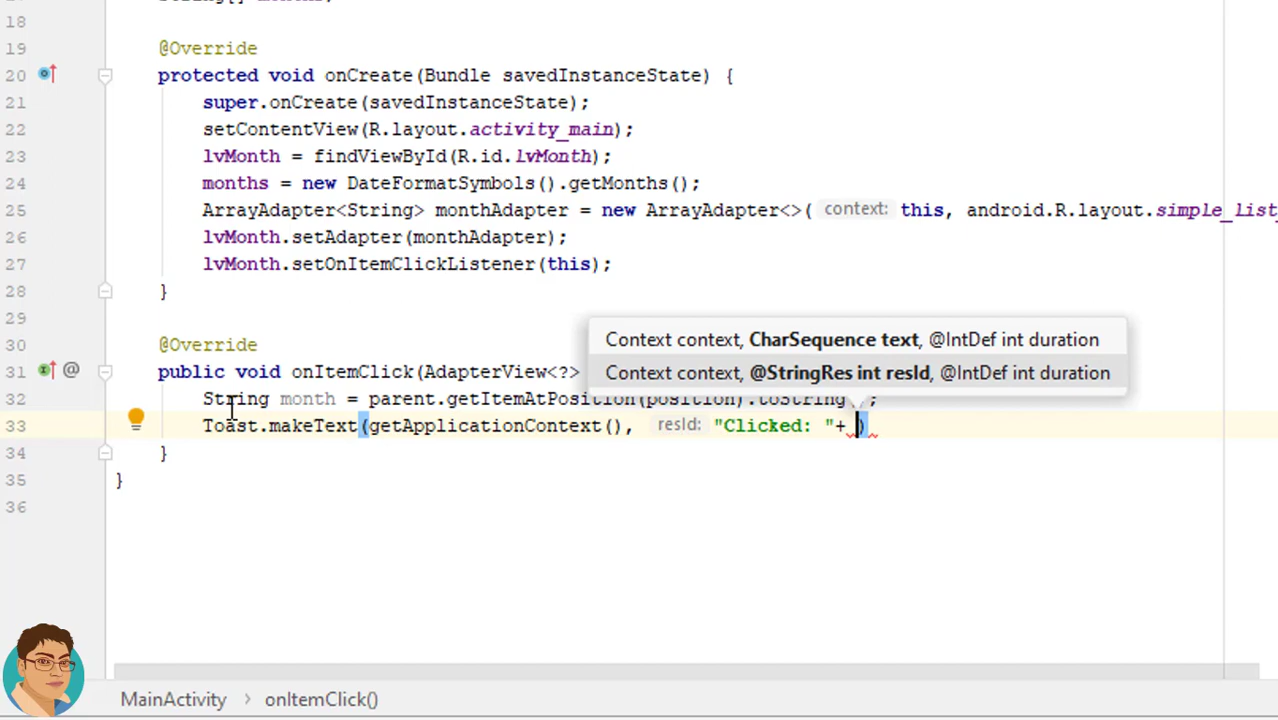 18
19 @Override
20 protected void onCreate(Bundle savedInstanceState) {
21 super.onCreate(savedInstanceState);
22 setContentView(R.layout.activity_main);
23 lvMonth = findViewById(R.id.lvMonth);
24 months = new DateFormatSymbols().getMonths();
25 ArrayAdapter<String> monthAdapter = new ArrayAdapter<>( context: this, android.R.layout.simple_list_
26 lvMonth.setAdapter(monthAdapter);
27 lvMonth.setOnItemClickListener(this);
28 }
29
Context context, CharSequence text, @IntDef int duration
30 @Override
Context context, @StringRes int resId, @IntDef int duration
31 @ public void onItemClick(AdapterView<?>
32 String month = parent.getItemAtPosition(position).toString ;
33 Toast.makeText(getApplicationContext(), resId: "Clicked: "+ )
34 }
35 }
36
MainActivity > onItemClick()